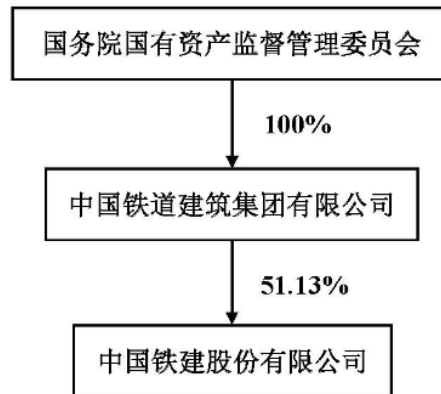 国务院国有资产监督管理委员会
100%
中国铁道建筑集团有限公司
51.13%
中国铁建股份有限公司